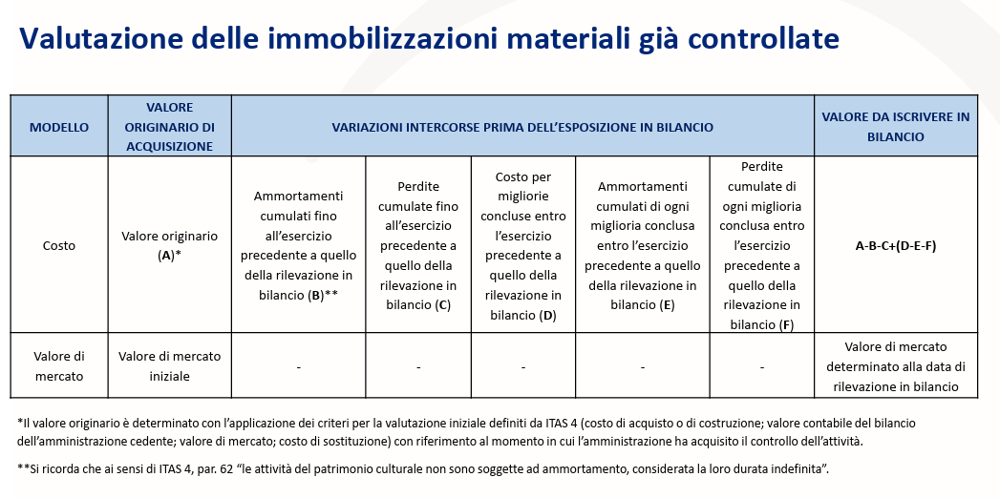 Valutazione delle immobilizzazioni materiali già controllate
MODELLO
VALORE
ORIGINARIO DI
ACQUISIZIONE
VARIAZIONI INTERCORSE PRIMA DELL'ESPOSIZIONE IN BILANCIO
VALORE DA ISCRIVERE IN
BILANCIO
Costo
Valore originario
(A)*
Ammortamenti
cumulati fino
all'esercizio
precedente a quello
della rilevazione in
bilancio (B)**
Perdite
cumulate fino
all'esercizio
precedente a
quello della
rilevazione in
bilancio (C)
Costo per
migliorie
concluse entro
l'esercizio
precedente a
quello della
rilevazione in
bilancio (D)
Ammortamenti
cumulati di ogni
miglioria conclusa
entro l'esercizio
precedente a quello
della rilevazione in
bilancio (E)
Perdite
cumulate di
ogni miglioria
conclusa entro
l'esercizio
precedente a
quello della
rilevazione in
bilancio (F)
A-B-C+(D-E-F)
Valore di
mercato
Valore di mercato
iniziale
-
-
-
-
-
Valore di mercato
determinato alla data di
rilevazione in bilancio
*Il valore originario è determinato con l'applicazione dei criteri per la valutazione iniziale definiti da ITAS 4 (costo di acquisto o di costruzione; valore contabile del bilancio
dell'amministrazione cedente; valore di mercato; costo di sostituzione) con riferimento al momento in cui l'amministrazione ha acquisito il controllo dell'attività.
**Si ricorda che ai sensi di ITAS 4, par. 62 "le attività del patrimonio culturale non sono soggette ad ammortamento, considerata la loro durata indefinita".